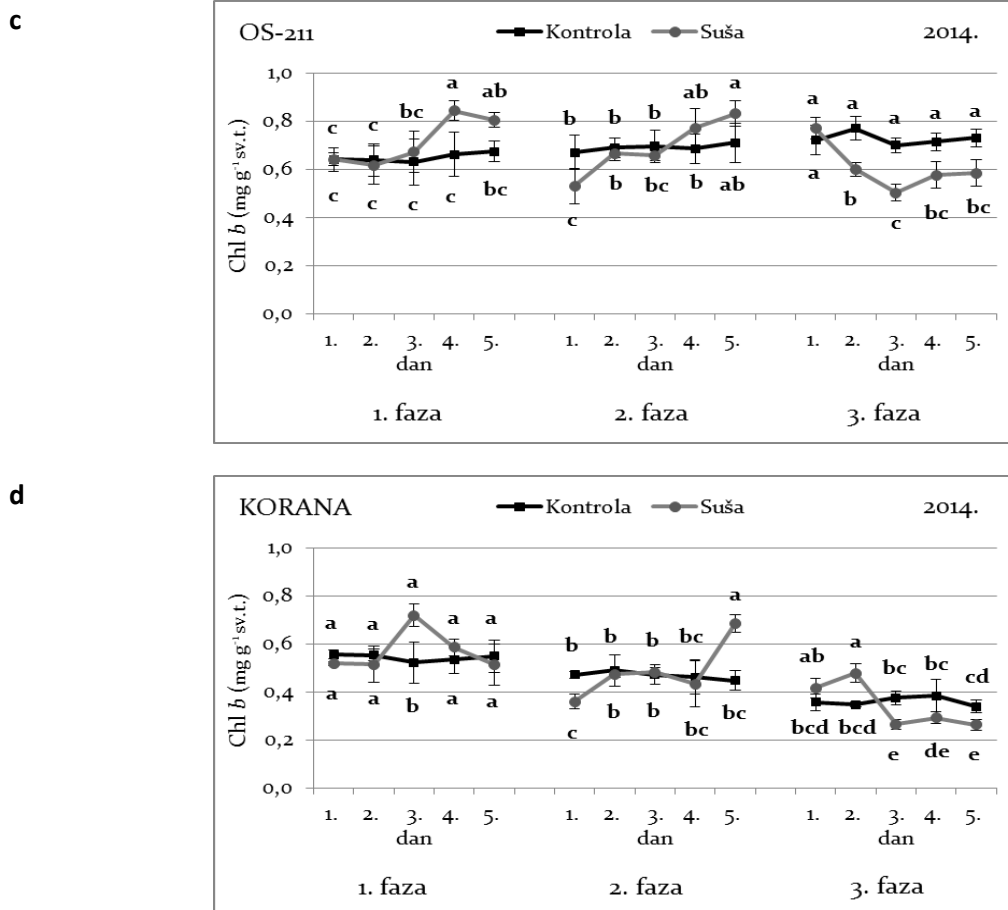 c
OS-211 Kontrola Suša 2014.
Chl b (mg g⁻¹ sv.t.)
1,0
0,8
0,6
0,4
0,2
0,0
c c bc a ab b b b ab a a a a a a
c c c c bc c b bc b ab a b c bc bc
1. 2. 3. 4. 5. 1. 2. 3. 4. 5. 1. 2. 3. 4. 5.
dan dan dan
1. faza 2. faza 3. faza
d
KORANA Kontrola Suša 2014.
Chl b (mg g⁻¹ sv.t.)
1,0
0,8
0,6
0,4
0,2
0,0
a a a a a b b b bc a ab a bc bc cd
a a b a a c b b bc bc bcd bcd e de e
1. 2. 3. 4. 5. 1. 2. 3. 4. 5. 1. 2. 3. 4. 5.
dan dan dan
1. faza 2. faza 3. faza